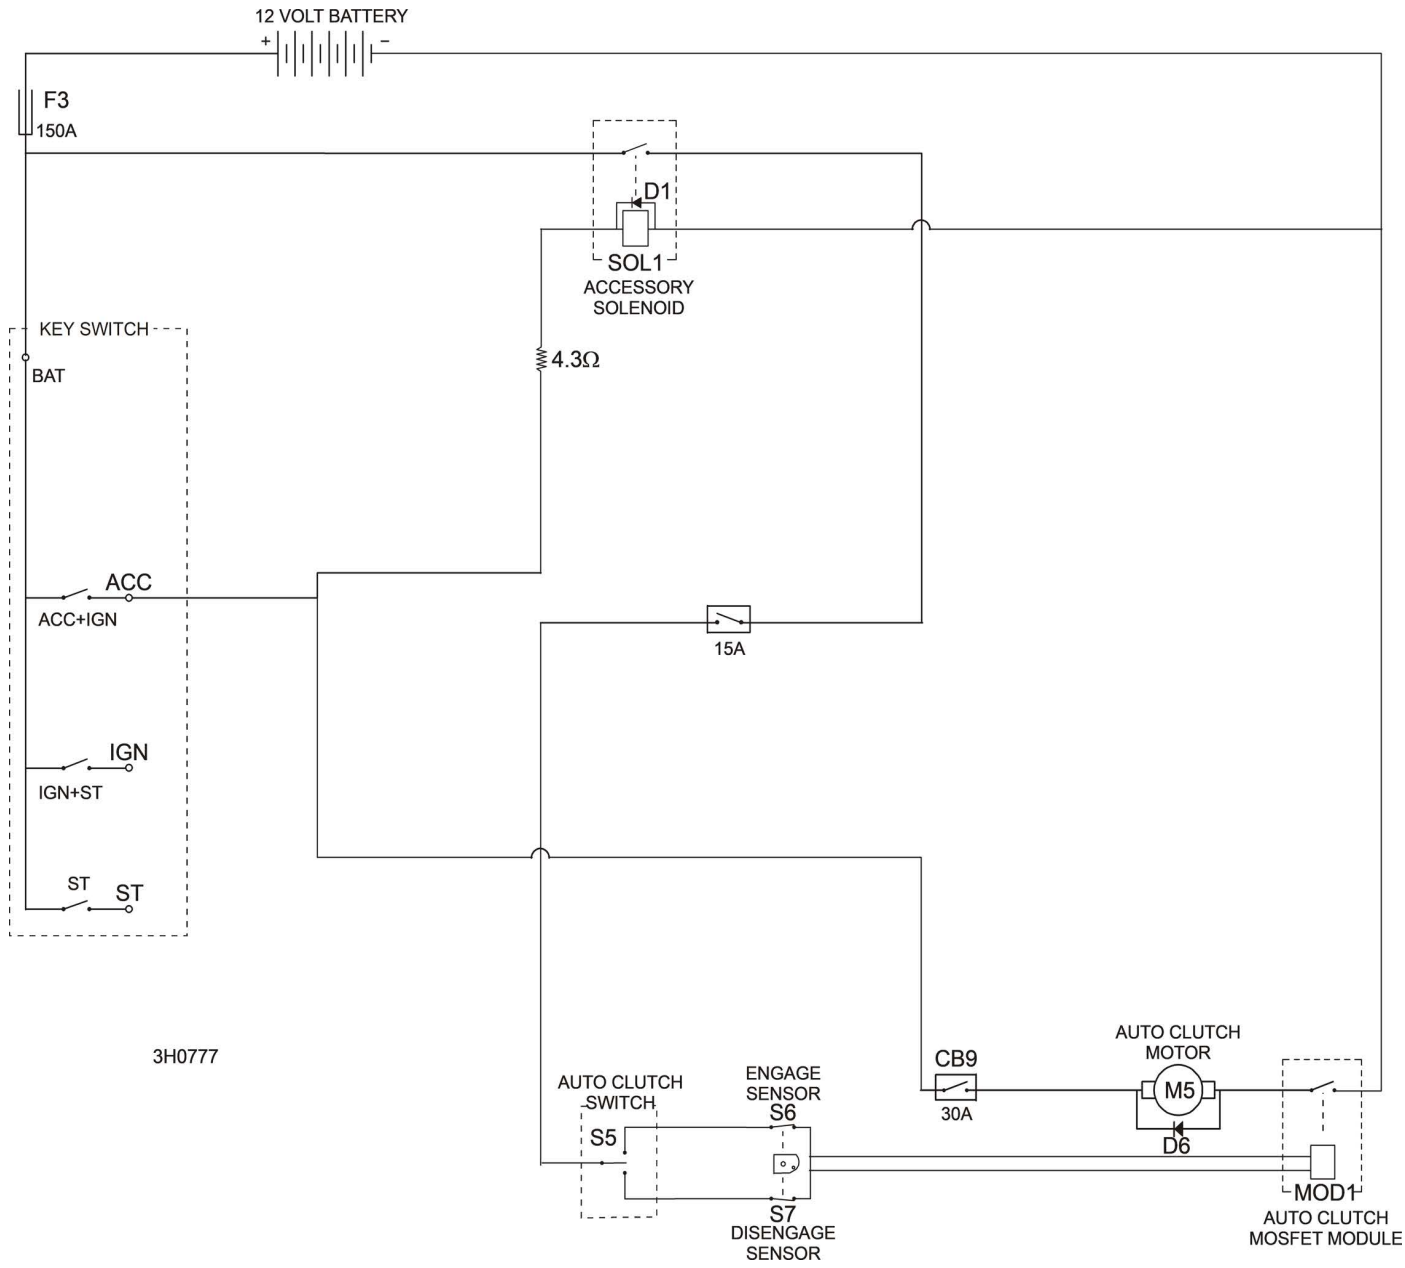 12 VOLT BATTERY
+ −
F3
150A
D1
SOL1
ACCESSORY
SOLENOID
KEY SWITCH
BAT
4.3Ω
ACC
ACC+IGN
15A
IGN
IGN+ST
ST
ST
3H0777
AUTO CLUTCH
MOTOR
CB9
M5
30A
D6
ENGAGE
SENSOR
S6
AUTO CLUTCH
SWITCH
S5
S7
DISENGAGE
SENSOR
MOD1
AUTO CLUTCH
MOSFET MODULE